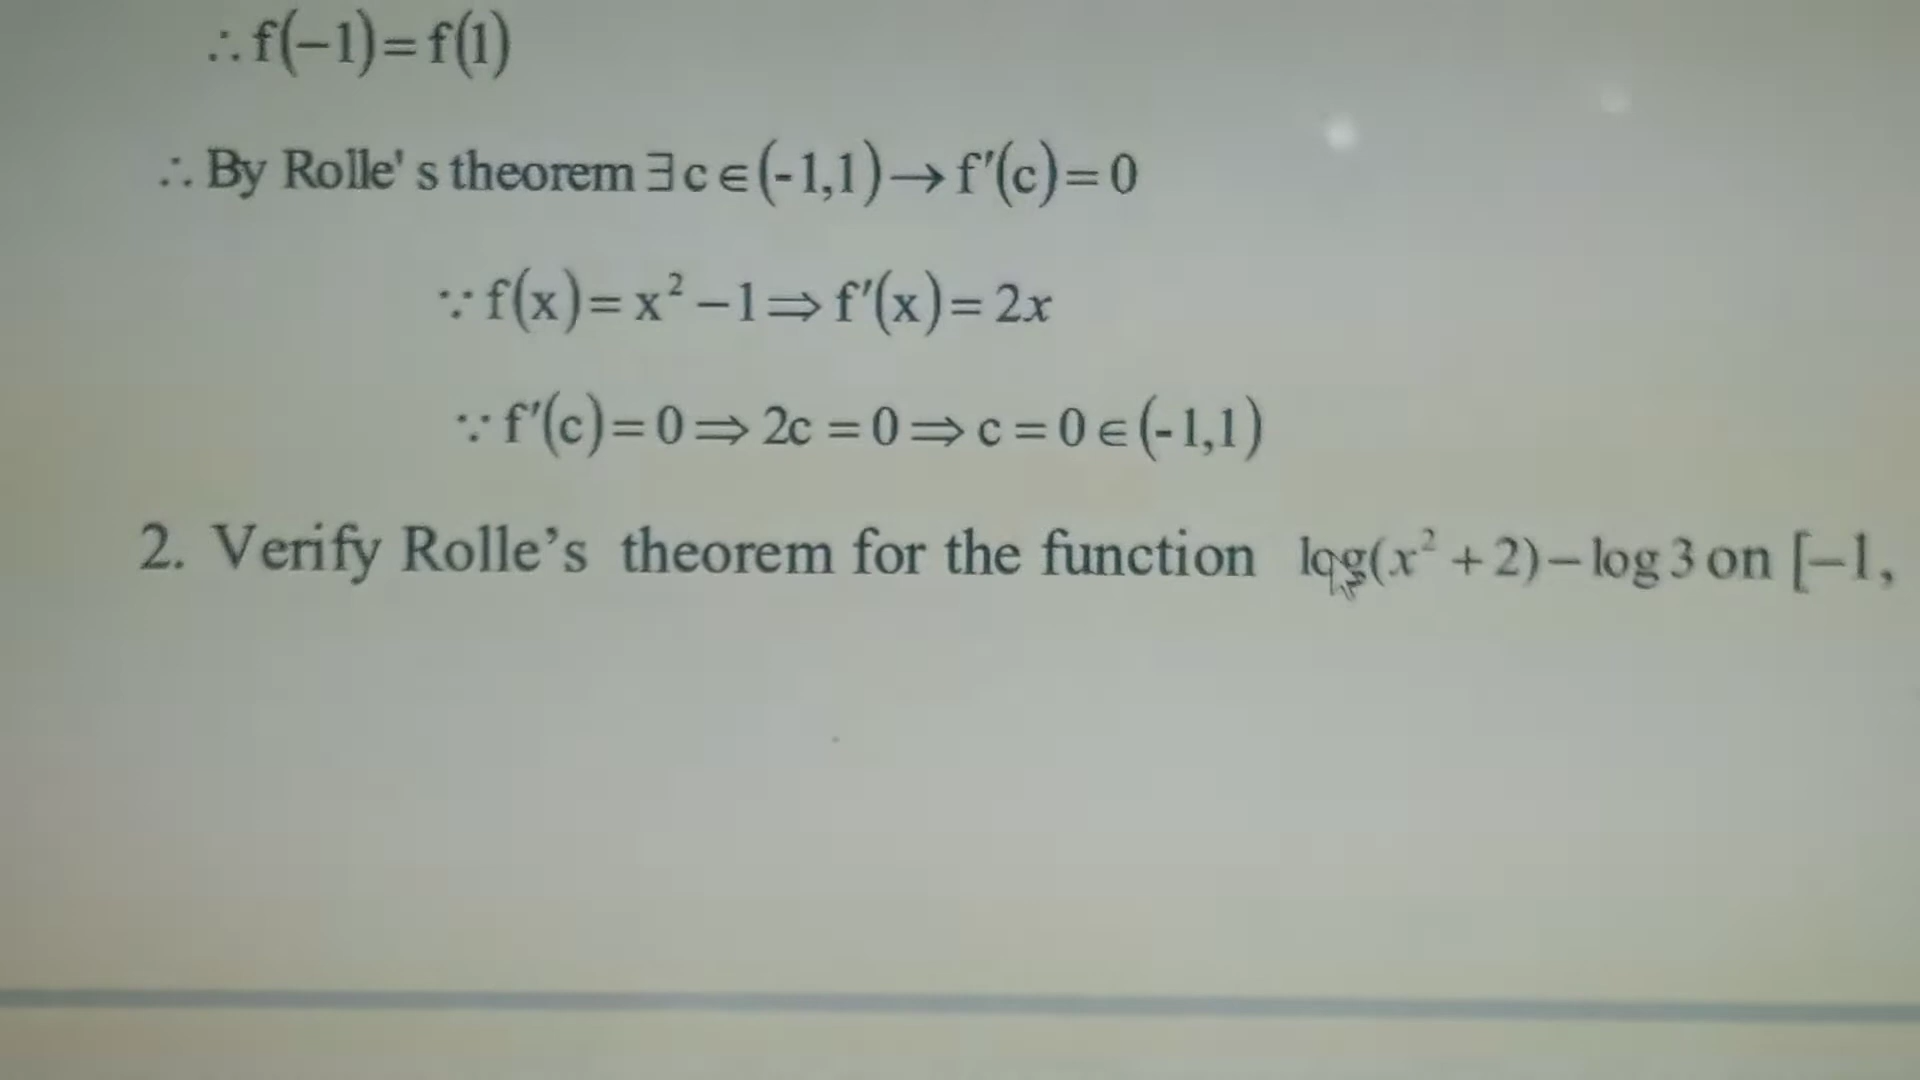 ∴ f(−1) = f(1)
∴ By Rolle's theorem ∃ c ∈ (-1,1) → f′(c) = 0
∵ f(x) = x² − 1 ⇒ f′(x) = 2x
∵ f′(c) = 0 ⇒ 2c = 0 ⇒ c = 0 ∈ (-1,1)
2. Verify Rolle’s theorem for the function log(x² + 2) − log 3 on [−1,